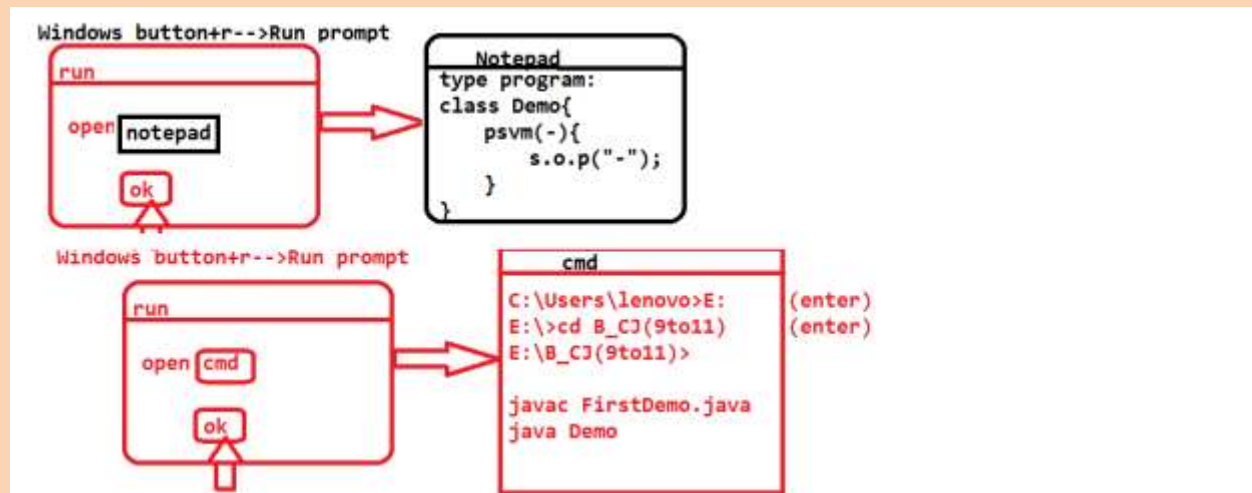 Windows button+r-->Run prompt
run
open notepad
ok
Notepad
type program:
class Demo{
psvm(-){
s.o.p("-");
}
}
Windows button+r-->Run prompt
run
open cmd
ok
cmd
C:\Users\lenovo>E: (enter)
E:\>cd B_CJ(9to11) (enter)
E:\B_CJ(9to11)>
javac FirstDemo.java
java Demo